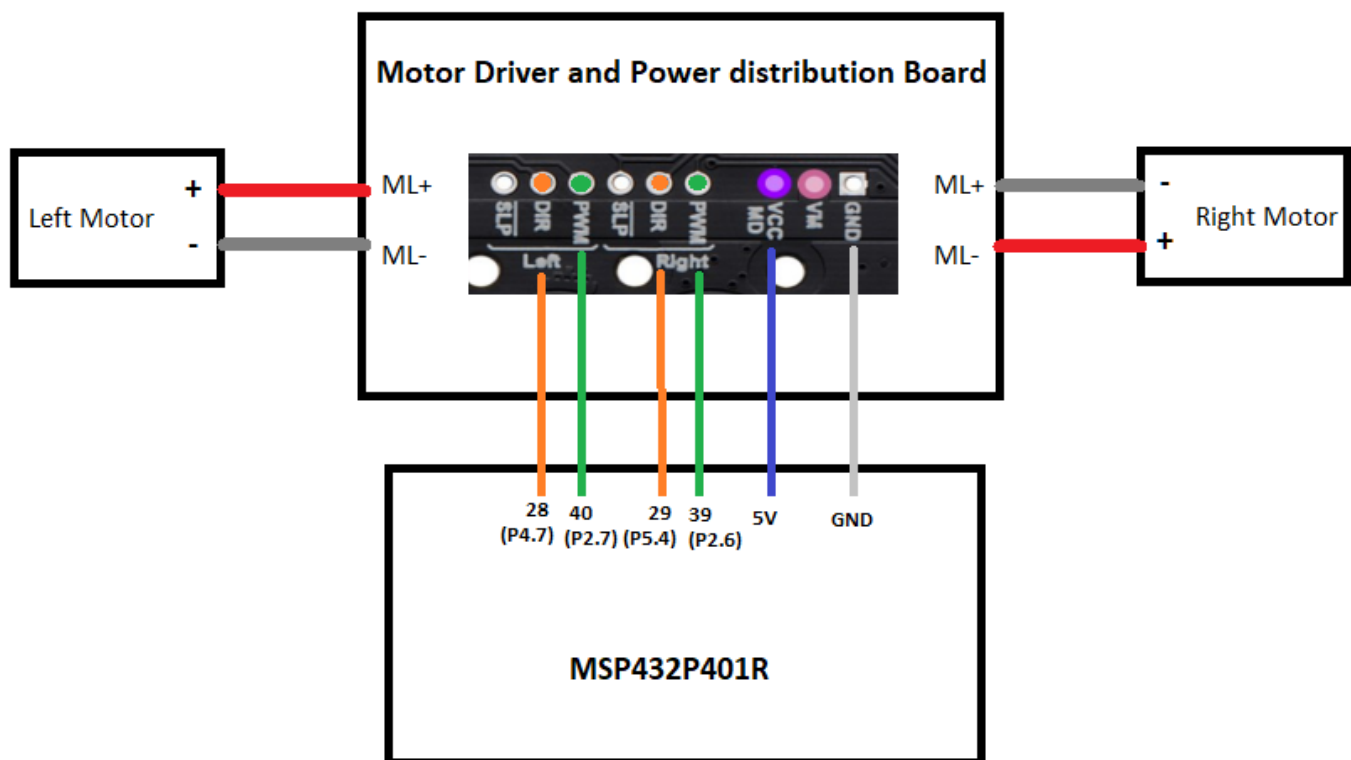 Motor Driver and Power distribution Board
Left Motor
+
-
ML+
ML-
SLP
DIR
PWM
SLP
DIR
PWM
VCC
MD
VM
GND
Left
Right
ML+
ML-
-
+
Right Motor
28
(P4.7)
40
(P2.7)
29
(P5.4)
39
(P2.6)
5V
GND
MSP432P401R